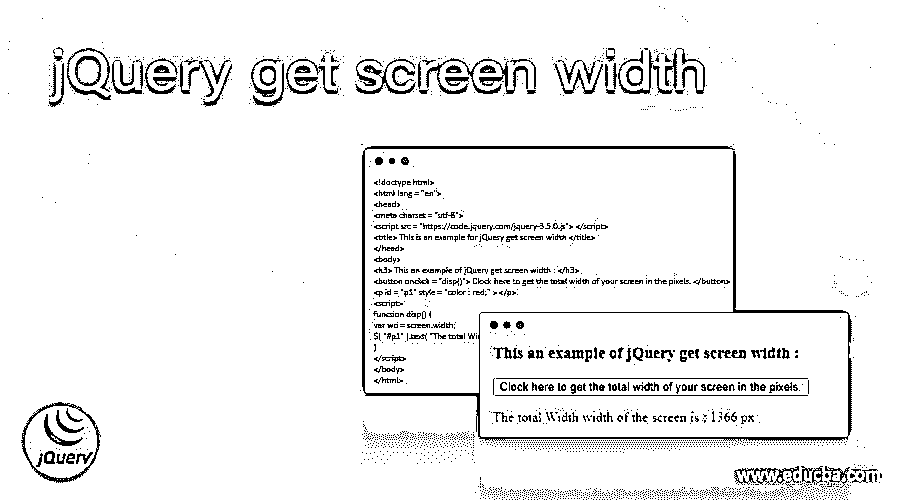 jQuery get screen width
<!doctype html>
<html lang = "en">
<head>
<meta charset = "utf-8">
<script src = "https://code.jquery.com/jquery-3.5.0.js"> </script>
<title> This is an example for jQuery get screen width </title>
</head>
<body>
<h3> This an example of jQuery get screen width : </h3>
<button onclick = "disp()"> Click here to get the total width of your screen in the pixels. </button>
<p id = "p1" style = "color : red;" > </p>
<script>
function disp() {
var wd = screen.width;
$( "#p1" ).text( "The total Wi
}
</script>
</body>
</html>
This an example of jQuery get screen width :
Click here to get the total width of your screen in the pixels.
The total Width width of the screen is : 1366 px
jQuery
www.educba.com